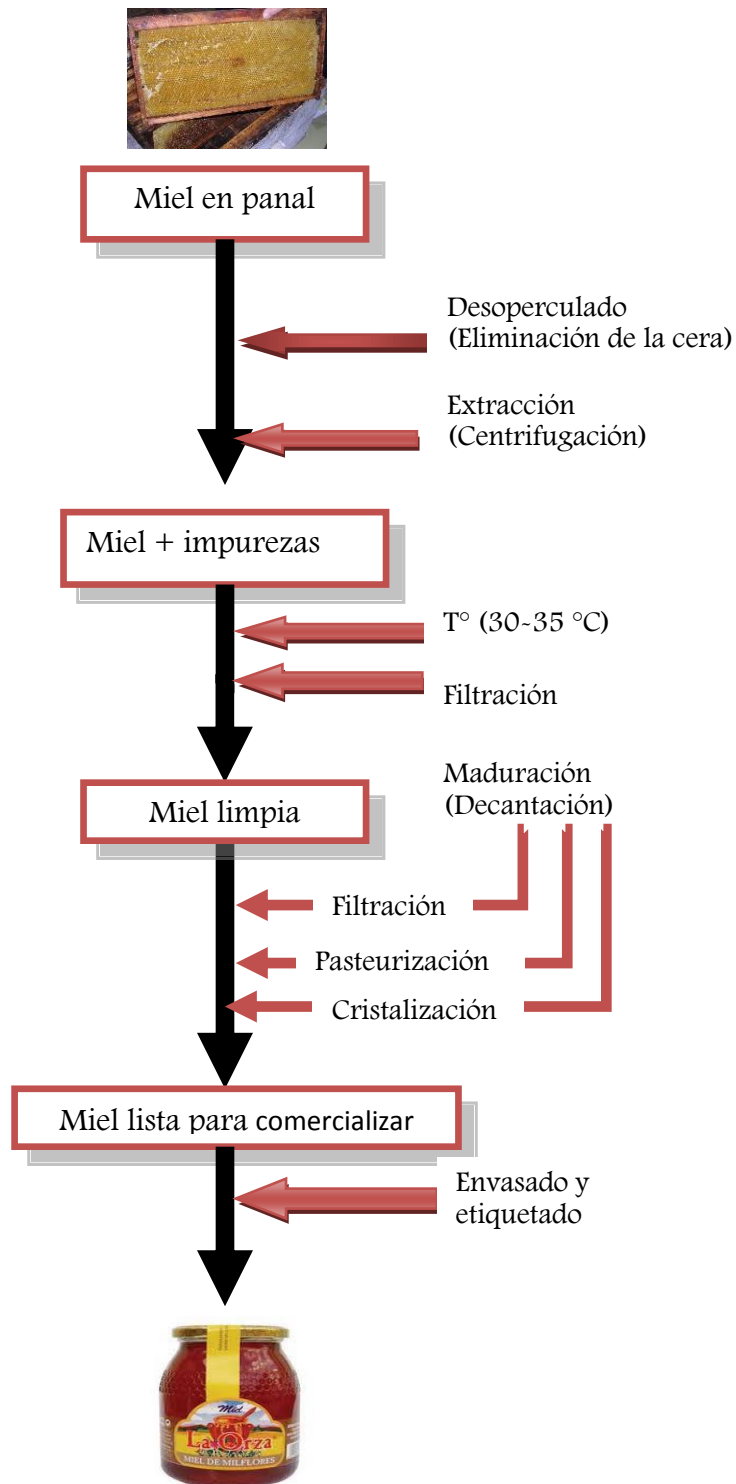 Miel en panal
Desoperculado
(Eliminación de la cera)
Extracción
(Centrifugación)
Miel + impurezas
T° (30-35 °C)
Filtración
Maduración
(Decantación)
Miel limpia
Filtración
Pasteurización
Cristalización
Miel lista para comercializar
Envasado y
etiquetado
Miel
La Orza
MIEL DE MILFLORES